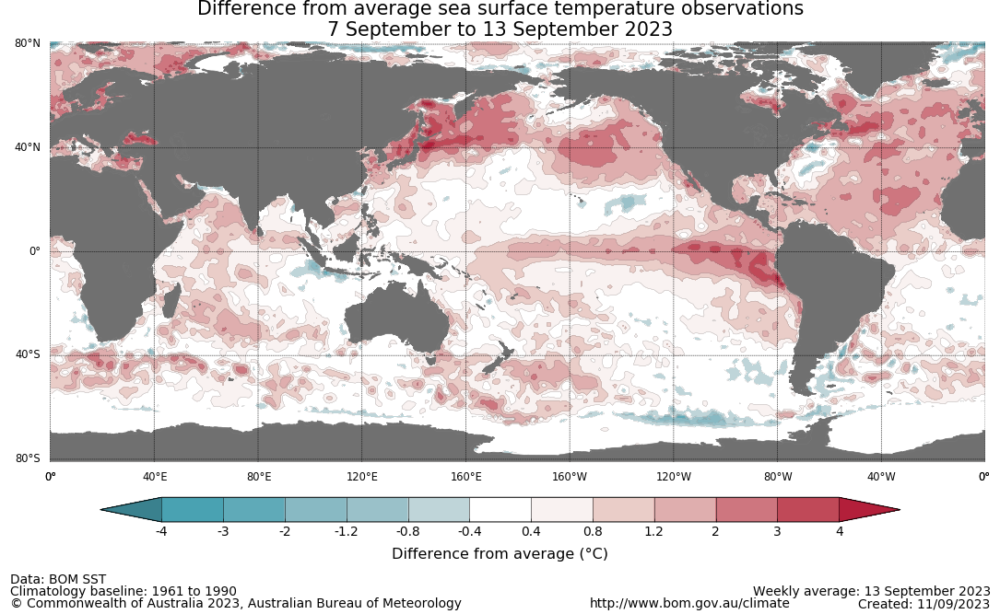 Difference from average sea surface temperature observations
7 September to 13 September 2023
80°N
40°N
0°
40°S
80°S
0° 40°E 80°E 120°E 160°E 160°W 120°W 80°W 40°W 0°
-4 -3 -2 -1.2 -0.8 -0.4 0.4 0.8 1.2 2 3 4
Difference from average (°C)
Data: BOM SST
Climatology baseline: 1961 to 1990
© Commonwealth of Australia 2023, Australian Bureau of Meteorology
http://www.bom.gov.au/climate
Weekly average: 13 September 2023
Created: 11/09/2023